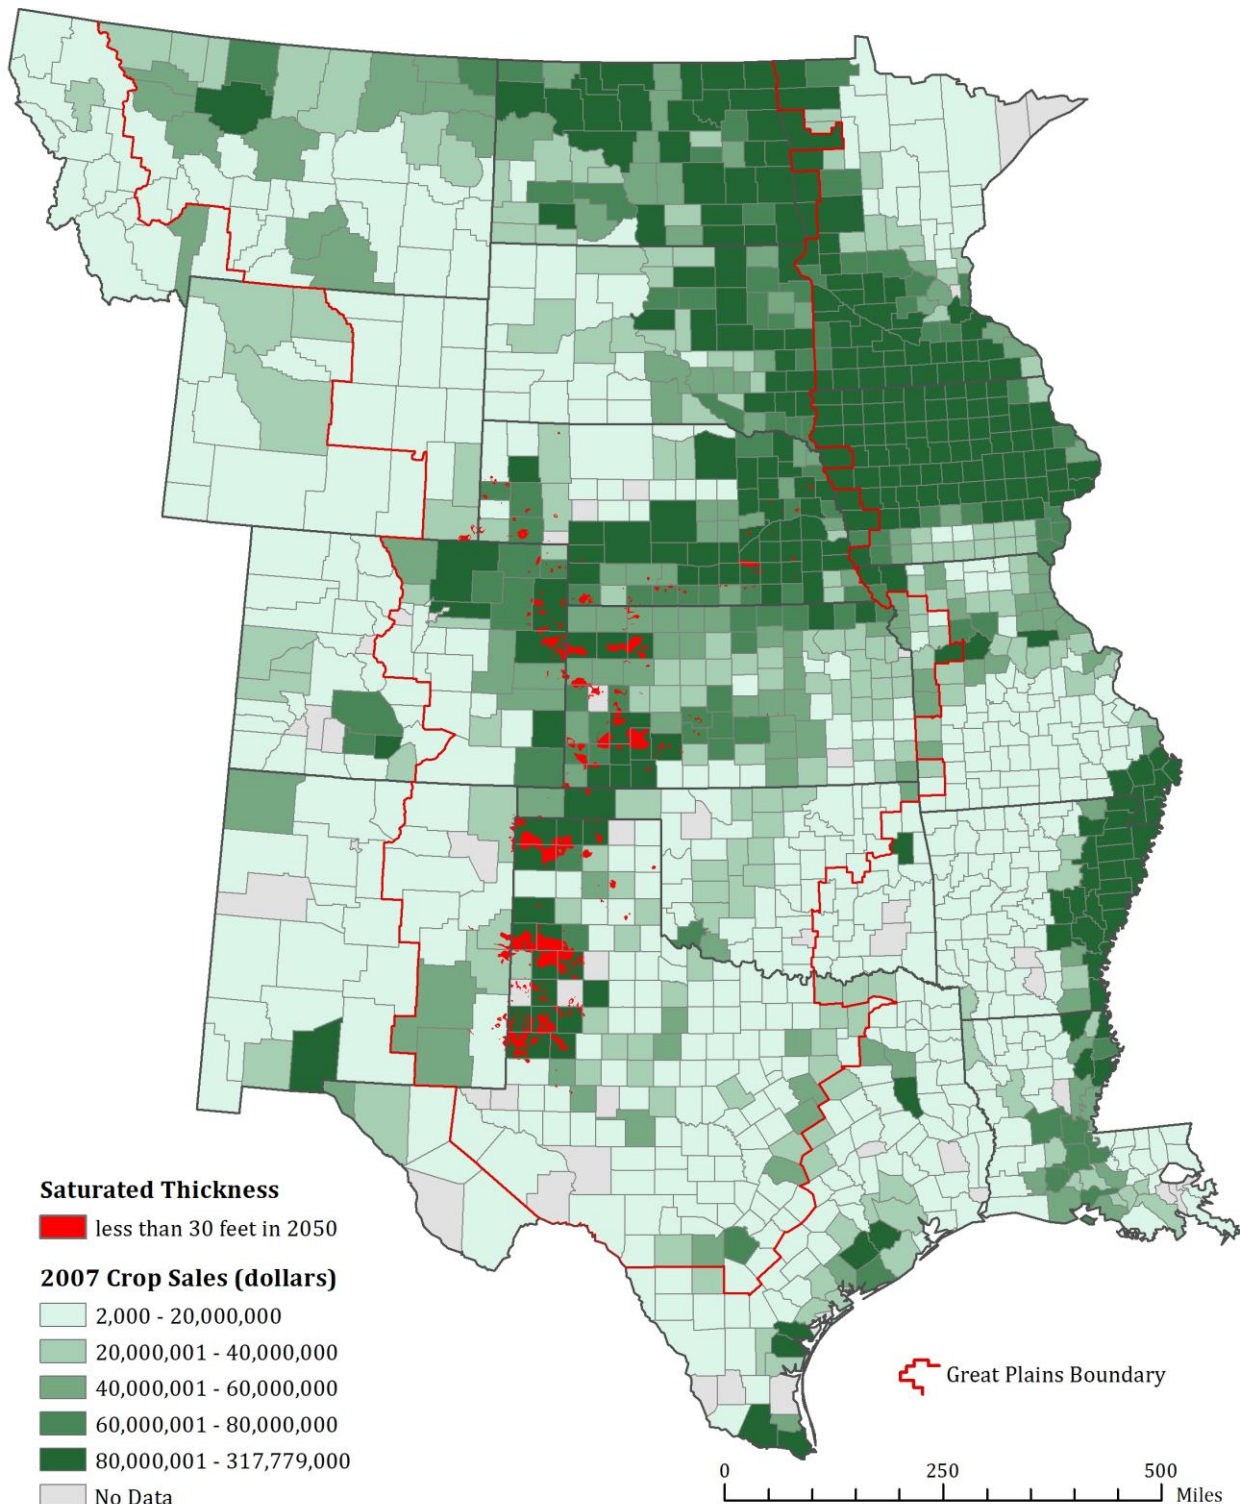 Saturated Thickness
less than 30 feet in 2050
2007 Crop Sales (dollars)
2,000 - 20,000,000
20,000,001 - 40,000,000
40,000,001 - 60,000,000
60,000,001 - 80,000,000
80,000,001 - 317,779,000
No Data
Great Plains Boundary
0 250 500
Miles